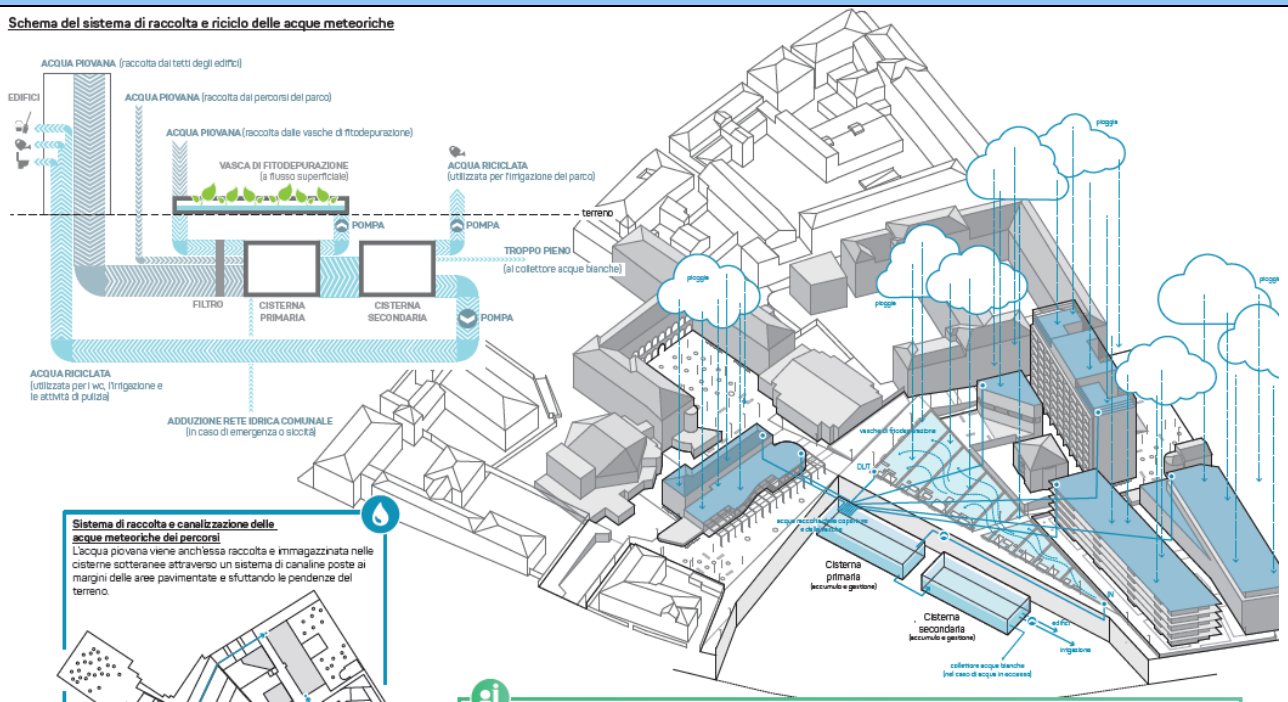 Schema del sistema di raccolta e riciclo delle acque meteoriche
ACQUA PIOVANA (raccolta dai tetti degli edifici)
EDIFICI
ACQUA PIOVANA (raccolta dai percorsi del parco)
ACQUA PIOVANA (raccolta dalle vasche di fitodepurazione)
VASCA DI FITODEPURAZIONE
(a flusso superficiale)
ACQUA RICICLATA
(utilizzata per l'irrigazione del parco)
terreno
POMPA
POMPA
TROPPO PIENO
(al collettore acque bianche)
FILTRO
CISTERNA
PRIMARIA
CISTERNA
SECONDARIA
POMPA
ACQUA RICICLATA
(utilizzata per i wc, l'irrigazione e
le attività di pulizia)
ADDUZIONE RETE IDRICA COMUNALE
(in caso di emergenza o siccità)
pioggia
pioggia
pioggia
pioggia
vasche di fitodepurazione
OUT
acque raccolte dalle coperture
Cisterna
primaria
(accumulo e gestione)
Cisterna
secondaria
(accumulo e gestione)
IN
edifici
irrigazione
collettore acque bianche
(nel caso di acque in eccesso)
Sistema di raccolta e canalizzazione delle
acque meteoriche dei percorsi
L'acqua piovana viene anch'essa raccolta e immagazzinata nelle
cisterne sotteranee attraverso un sistema di canaline poste ai
margini delle aree pavimentate e sfuttando le pendenze del
terreno.